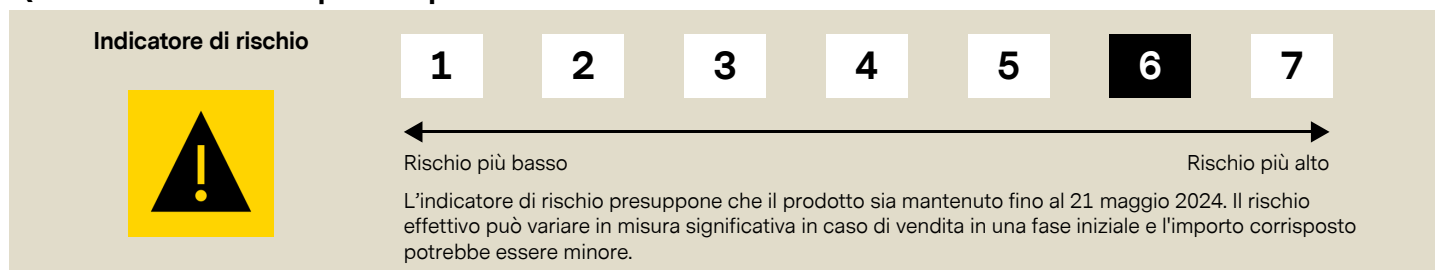 Indicatore di rischio
1 2 3 4 5 6 7
Rischio più basso Rischio più alto
L'indicatore di rischio presuppone che il prodotto sia mantenuto fino al 21 maggio 2024. Il rischio
effettivo può variare in misura significativa in caso di vendita in una fase iniziale e l'importo corrisposto
potrebbe essere minore.